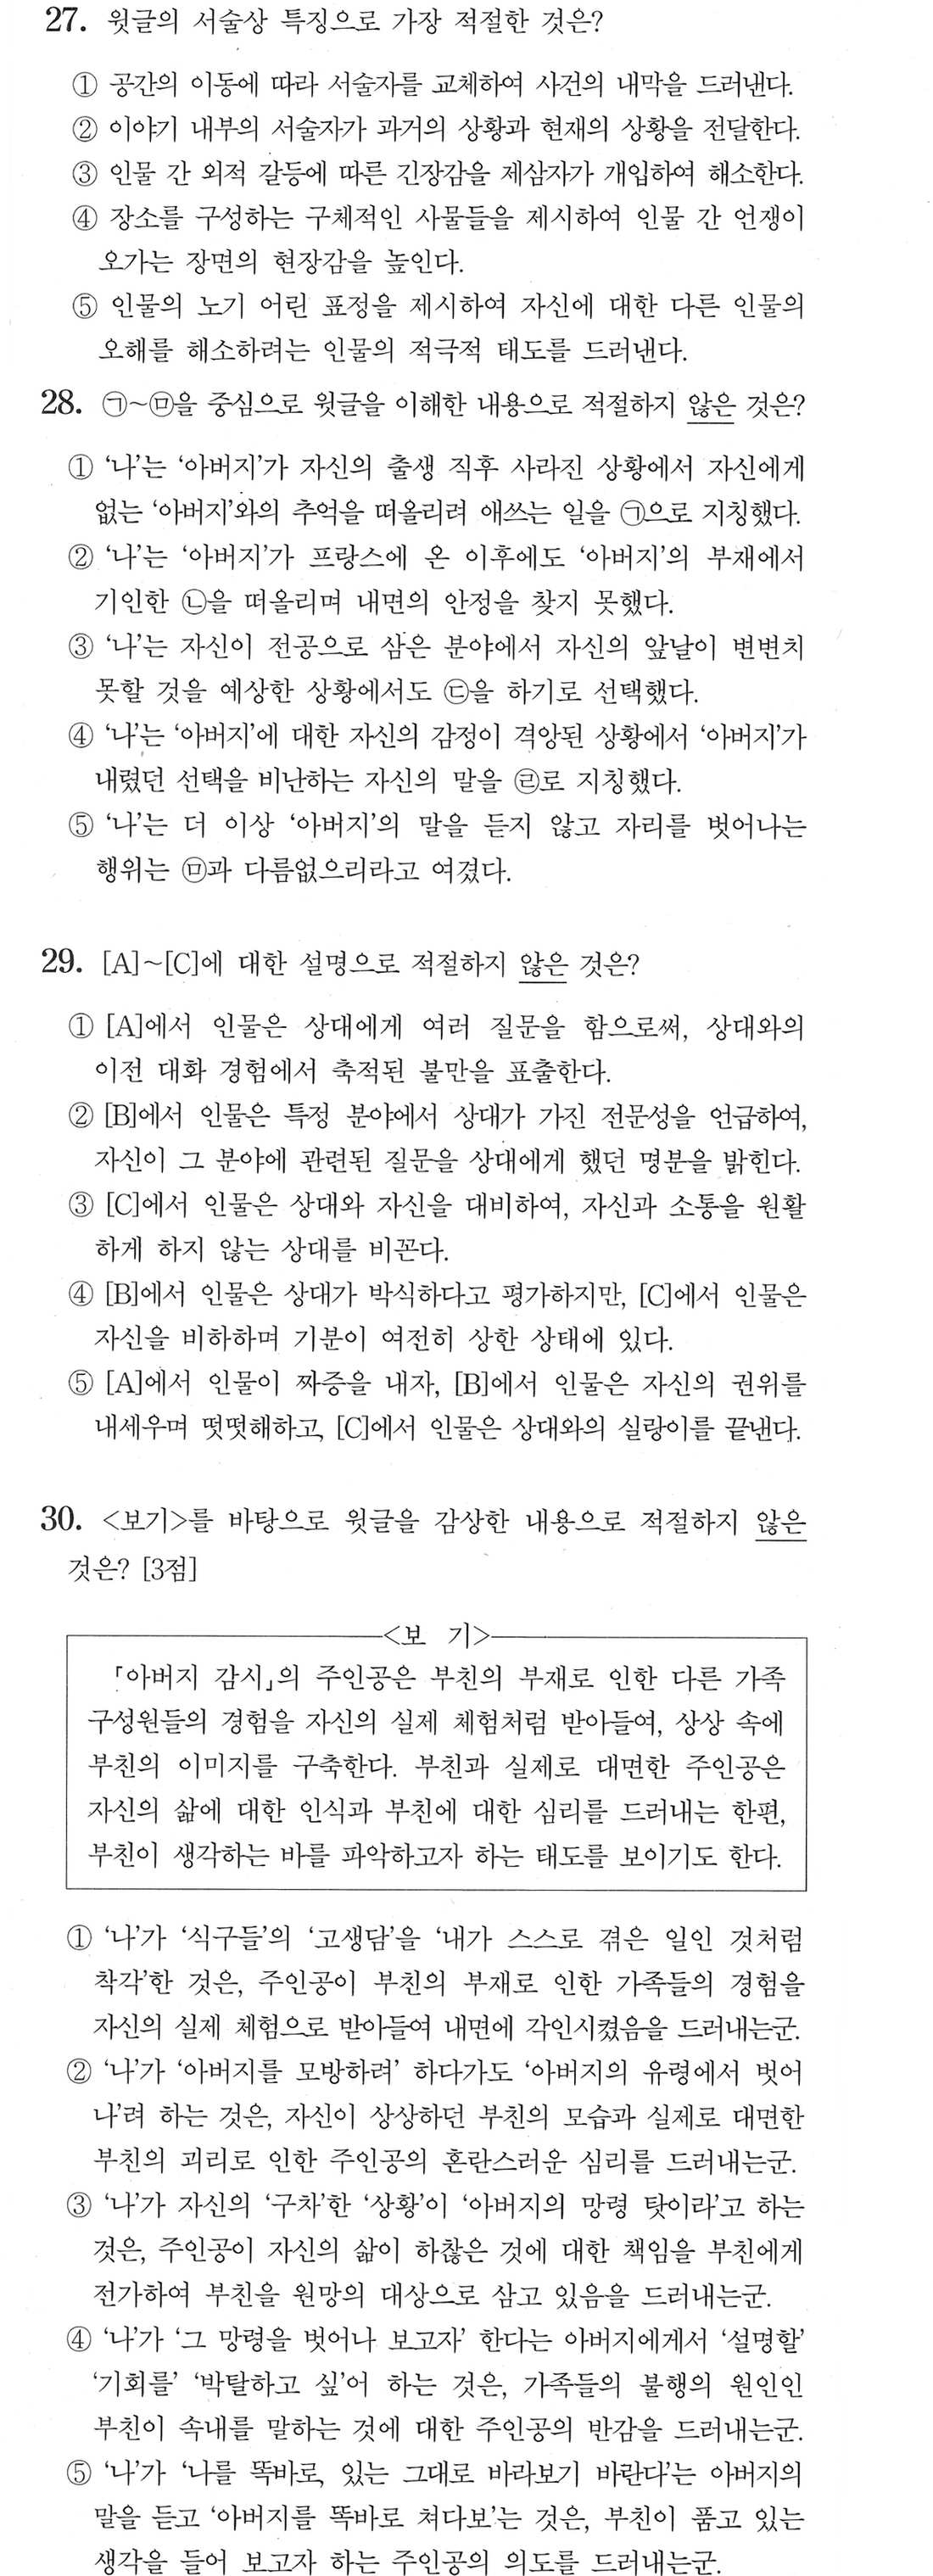 27. 윗글의 서술상 특징으로 가장 적절한 것은?
① 공간의 이동에 따라 서술자를 교체하여 사건의 내막을 드러낸다.
② 이야기 내부의 서술자가 과거의 상황과 현재의 상황을 전달한다.
③ 인물 간 외적 갈등에 따른 긴장감을 제삼자가 개입하여 해소한다.
④ 장소를 구성하는 구체적인 사물들을 제시하여 인물 간 언쟁이
오가는 장면의 현장감을 높인다.
⑤ 인물의 노기 어린 표정을 제시하여 자신에 대한 다른 인물의
오해를 해소하려는 인물의 적극적 태도를 드러낸다.
28. ㉠~㉤을 중심으로 윗글을 이해한 내용으로 적절하지 않은 것은?
① ‘나’는 ‘아버지’가 자신의 출생 직후 사라진 상황에서 자신에게
없는 ‘아버지’와의 추억을 떠올리려 애쓰는 일을 ㉠으로 지칭했다.
② ‘나’는 ‘아버지’가 프랑스에 온 이후에도 ‘아버지’의 부재에서
기인한 ㉡을 떠올리며 내면의 안정을 찾지 못했다.
③ ‘나’는 자신이 전공으로 삼은 분야에서 자신의 앞날이 변변치
못할 것을 예상한 상황에서도 ㉢을 하기로 선택했다.
④ ‘나’는 ‘아버지’에 대한 자신의 감정이 격앙된 상황에서 ‘아버지’가
내렸던 선택을 비난하는 자신의 말을 ㉣로 지칭했다.
⑤ ‘나’는 더 이상 ‘아버지’의 말을 듣지 않고 자리를 벗어나는
행위는 ㉤과 다름없으리라고 여겼다.
29. [A]~[C]에 대한 설명으로 적절하지 않은 것은?
① [A]에서 인물은 상대에게 여러 질문을 함으로써, 상대와의
이전 대화 경험에서 축적된 불만을 표출한다.
② [B]에서 인물은 특정 분야에서 상대가 가진 전문성을 언급하여,
자신이 그 분야에 관련된 질문을 상대에게 했던 명분을 밝힌다.
③ [C]에서 인물은 상대와 자신을 대비하여, 자신과 소통을 원활
하게 하지 않는 상대를 비꼰다.
④ [B]에서 인물은 상대가 박식하다고 평가하지만, [C]에서 인물은
자신을 비하하며 기분이 여전히 상한 상태에 있다.
⑤ [A]에서 인물이 짜증을 내자, [B]에서 인물은 자신의 권위를
내세우며 떳떳해하고, [C]에서 인물은 상대와의 실랑이를 끝낸다.
30. <보기>를 바탕으로 윗글을 감상한 내용으로 적절하지 않은
것은? [3점]
<보 기>
「아버지 감시」의 주인공은 부친의 부재로 인한 다른 가족
구성원들의 경험을 자신의 실제 체험처럼 받아들여, 상상 속에
부친의 이미지를 구축한다. 부친과 실제로 대면한 주인공은
자신의 삶에 대한 인식과 부친에 대한 심리를 드러내는 한편,
부친이 생각하는 바를 파악하고자 하는 태도를 보이기도 한다.
① ‘나’가 ‘식구들’의 ‘고생담’을 ‘내가 스스로 겪은 일인 것처럼
착각’한 것은, 주인공이 부친의 부재로 인한 가족들의 경험을
자신의 실제 체험으로 받아들여 내면에 각인시켰음을 드러내는군.
② ‘나’가 ‘아버지를 모방하려’ 하다가도 ‘아버지의 유령에서 벗어
나’려 하는 것은, 자신이 상상하던 부친의 모습과 실제로 대면한
부친의 괴리로 인한 주인공의 혼란스러운 심리를 드러내는군.
③ ‘나’가 자신의 ‘구차’한 ‘상황’이 ‘아버지의 망령 탓이라’고 하는
것은, 주인공이 자신의 삶이 하찮은 것에 대한 책임을 부친에게
전가하여 부친을 원망의 대상으로 삼고 있음을 드러내는군.
④ ‘나’가 ‘그 망령을 벗어나 보고자’ 한다는 아버지에게서 ‘설명할’
‘기회를’ ‘박탈하고 싶’어 하는 것은, 가족들의 불행의 원인인
부친이 속내를 말하는 것에 대한 주인공의 반감을 드러내는군.
⑤ ‘나’가 ‘나를 똑바로, 있는 그대로 바라보기 바란다’는 아버지의
말을 듣고 ‘아버지를 똑바로 쳐다보’는 것은, 부친이 품고 있는
생각을 들어 보고자 하는 주인공의 의도를 드러내는군.